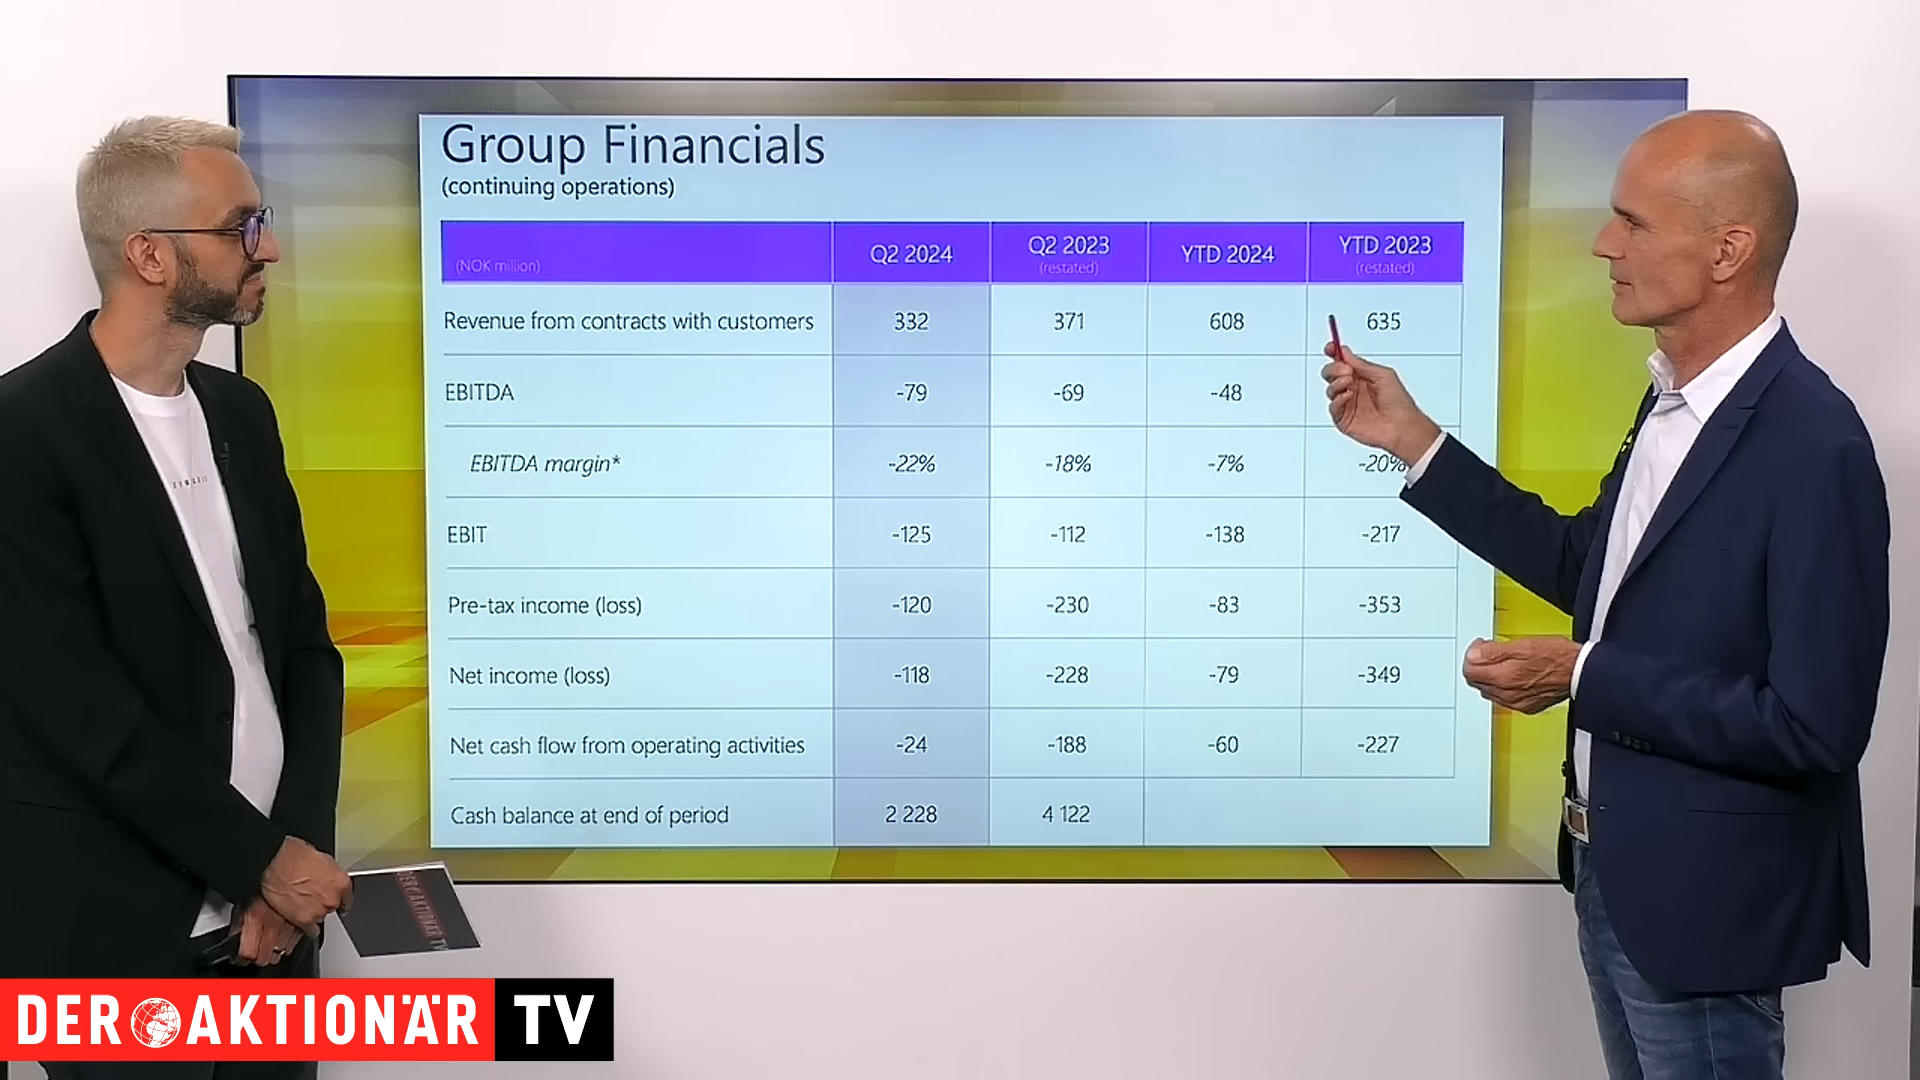 Group Financials
(continuing operations)
(NOK million) Q2 2024 Q2 2023 (restated) YTD 2024 YTD 2023 (restated)
Revenue from contracts with customers 332 371 608 635
EBITDA -79 -69 -48
EBITDA margin* -22% -18% -7% -20%
EBIT -125 -112 -138 -217
Pre-tax income (loss) -120 -230 -83 -353
Net income (loss) -118 -228 -79 -349
Net cash flow from operating activities -24 -188 -60 -227
Cash balance at end of period 2 228 4 122
DER AKTIONÄR TV
DER AKTIONÄR TV